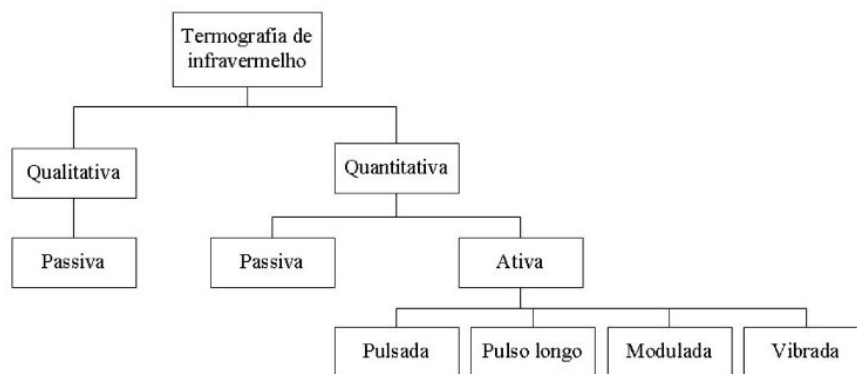 Termografia de
infravermelho
Qualitativa
Quantitativa
Passiva
Passiva
Ativa
Pulsada
Pulso longo
Modulada
Vibrada